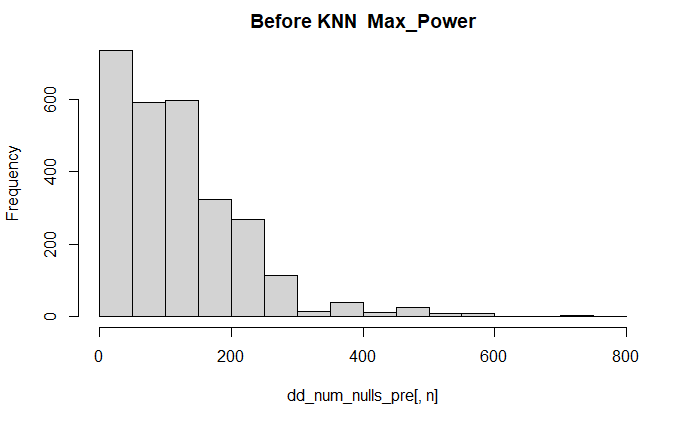 Before KNN  Max_Power
Frequency
600
400
200
0
0 200 400 600 800
dd_num_nulls_pre[, n]